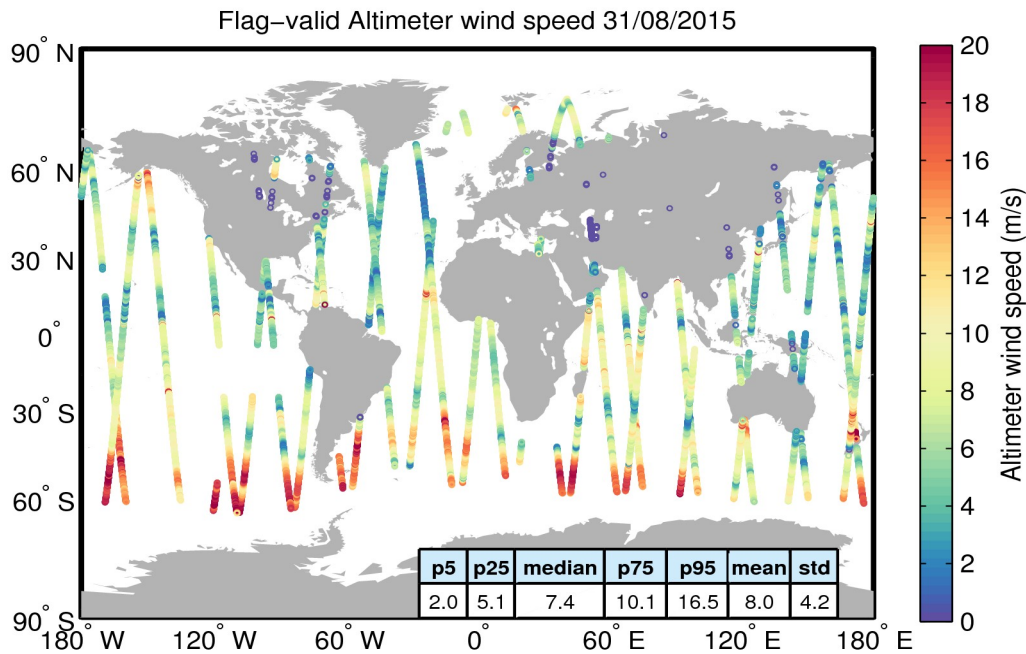 Flag−valid Altimeter wind speed 31/08/2015
90° N
60° N
30° N
0°
30° S
60° S
90° S
180° W
120° W
60° W
0°
60° E
120° E
180° E
p5 p25 median p75 p95 mean std
2.0 5.1 7.4 10.1 16.5 8.0 4.2
20
18
16
14
12
10
8
6
4
2
0
Altimeter wind speed (m/s)